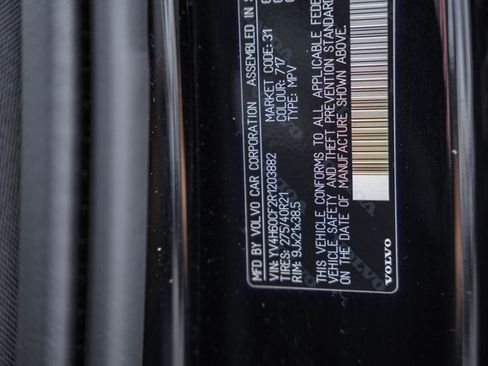 MFD BY VOLVO CAR CORPORATION ASSEMBLED IN
VIN: YV4H60CF2R1203882 MARKET CODE: 31
TIRES: 275/40R21 COLOUR: 717
RIM: 9Jx21x38.5 TYPE: MPV
THIS VEHICLE CONFORMS TO ALL APPLICABLE FEDE
VEHICLE SAFETY AND THEFT PREVENTION STANDARD
ON THE DATE OF MANUFACTURE SHOWN ABOVE.
VOLVO